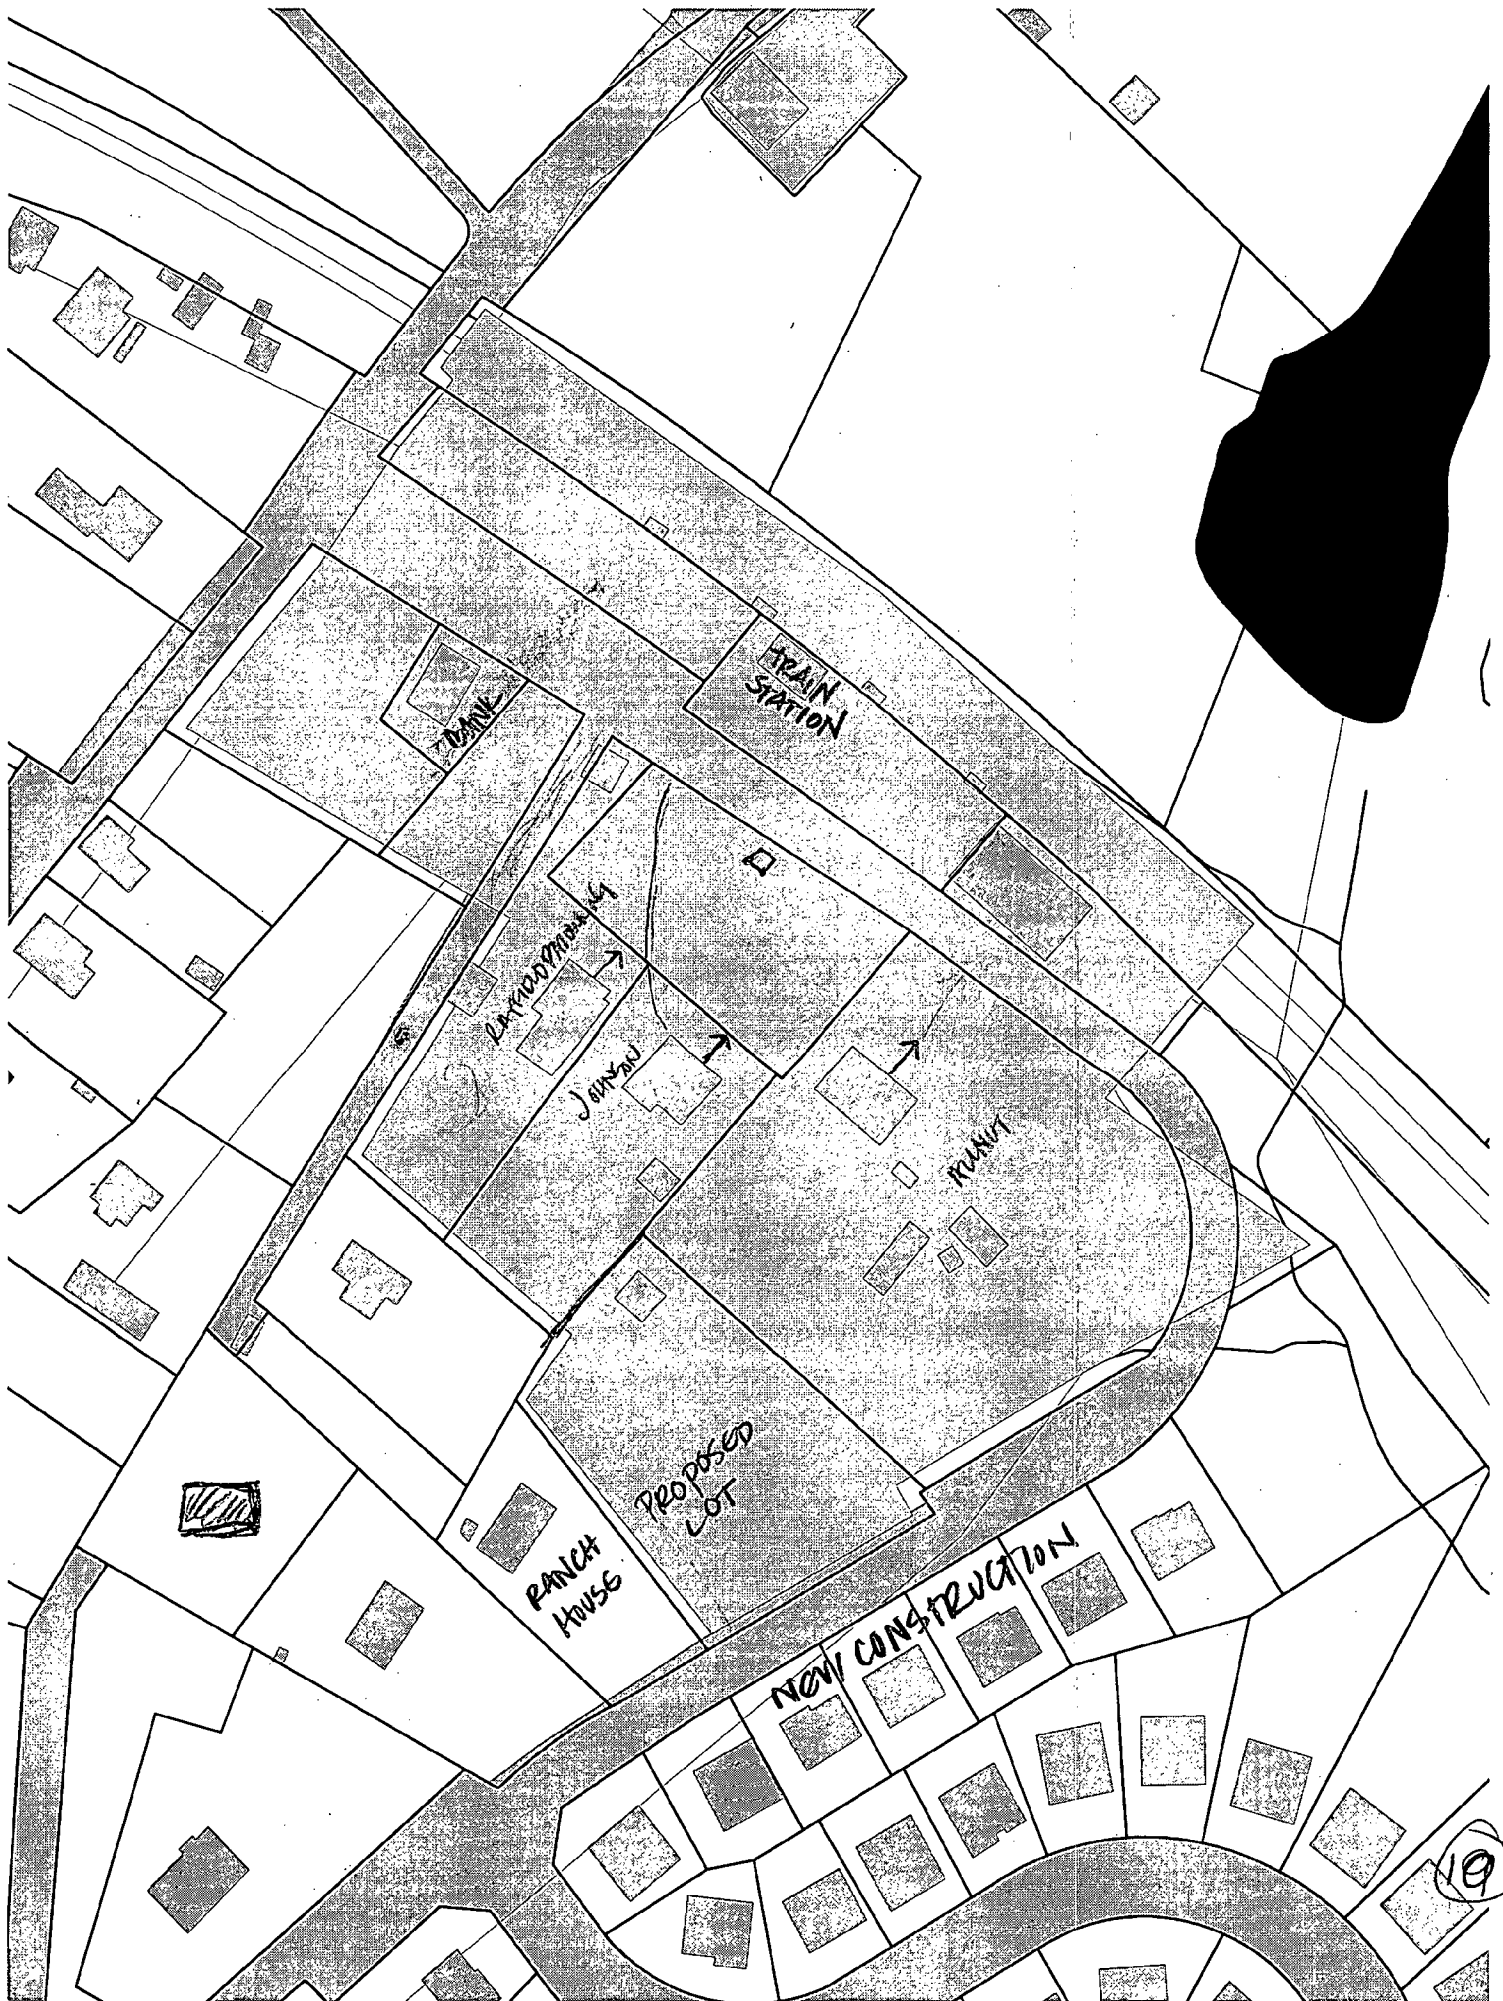 TRAIN
STATION
BANK
JOHNSON
PROPOSED
LOT
RANCH
HOUSE
NEW CONSTRUCTION
19